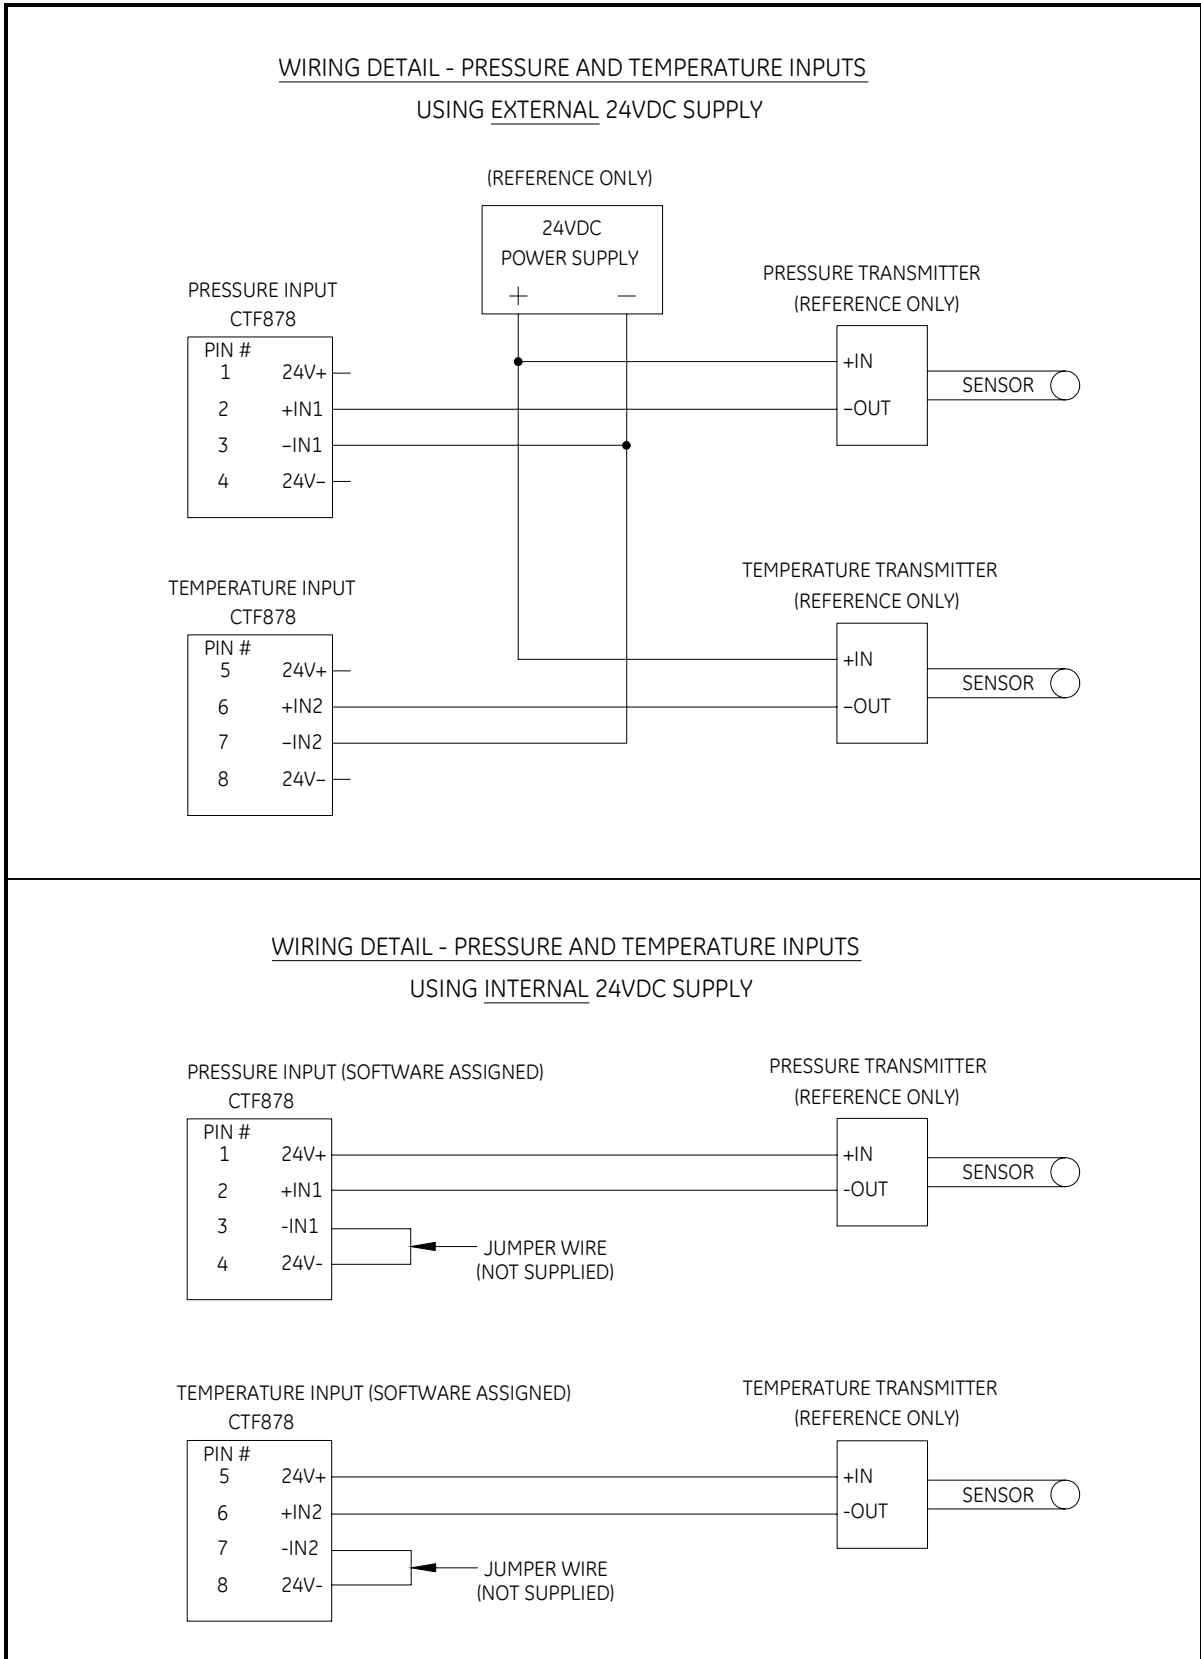 WIRING DETAIL - PRESSURE AND TEMPERATURE INPUTS
USING EXTERNAL 24VDC SUPPLY
(REFERENCE ONLY)
24VDC
POWER SUPPLY
+ —
PRESSURE INPUT
CTF878
PIN #
1 24V+
2 +IN1
3 –IN1
4 24V–
PRESSURE TRANSMITTER
(REFERENCE ONLY)
+IN
–OUT
SENSOR
TEMPERATURE INPUT
CTF878
PIN #
5 24V+
6 +IN2
7 –IN2
8 24V–
TEMPERATURE TRANSMITTER
(REFERENCE ONLY)
+IN
–OUT
SENSOR
WIRING DETAIL - PRESSURE AND TEMPERATURE INPUTS
USING INTERNAL 24VDC SUPPLY
PRESSURE INPUT (SOFTWARE ASSIGNED)
CTF878
PIN #
1 24V+
2 +IN1
3 -IN1
4 24V-
JUMPER WIRE
(NOT SUPPLIED)
PRESSURE TRANSMITTER
(REFERENCE ONLY)
+IN
-OUT
SENSOR
TEMPERATURE INPUT (SOFTWARE ASSIGNED)
CTF878
PIN #
5 24V+
6 +IN2
7 -IN2
8 24V-
JUMPER WIRE
(NOT SUPPLIED)
TEMPERATURE TRANSMITTER
(REFERENCE ONLY)
+IN
-OUT
SENSOR